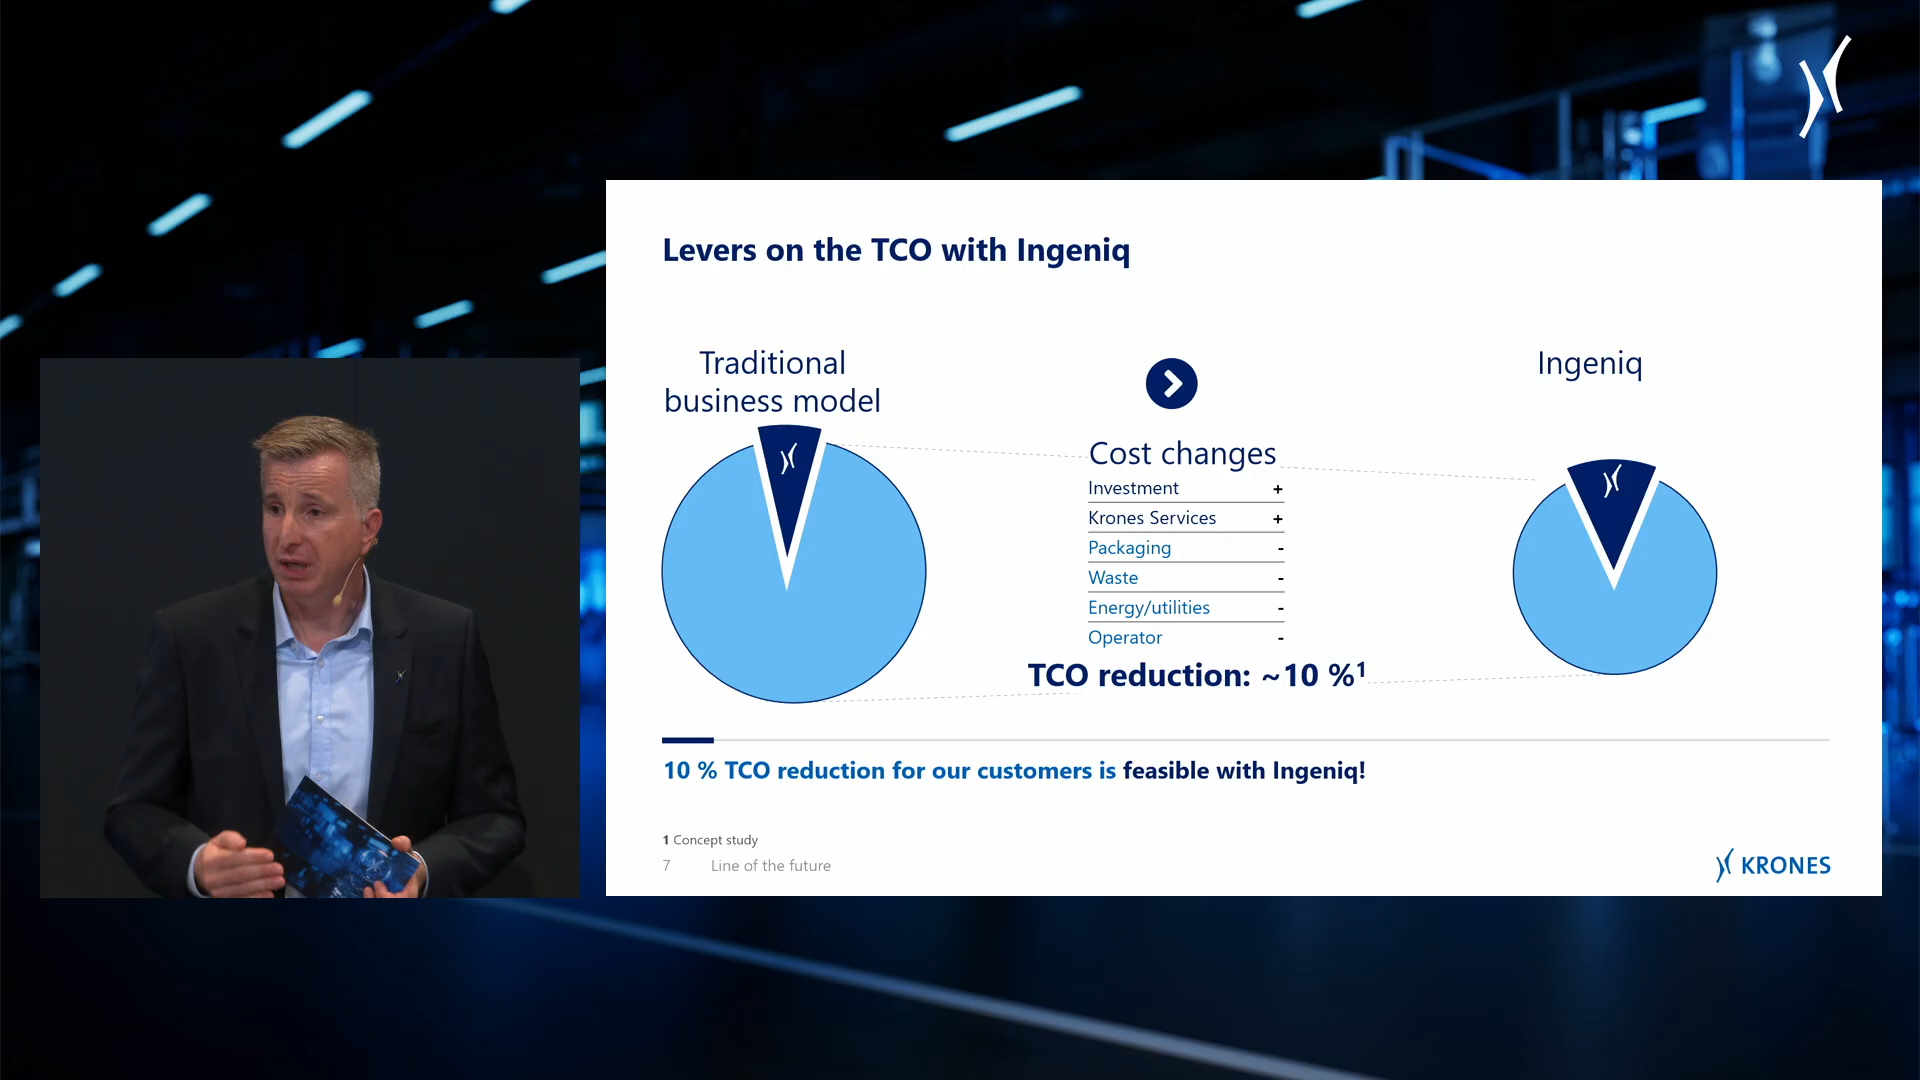 Levers on the TCO with Ingeniq
Traditional
business model
Ingeniq
Cost changes
Investment +
Krones Services +
Packaging -
Waste -
Energy/utilities -
Operator -
TCO reduction: ~10 %¹
10 % TCO reduction for our customers is feasible with Ingeniq!
1 Concept study
7 Line of the future
KRONES